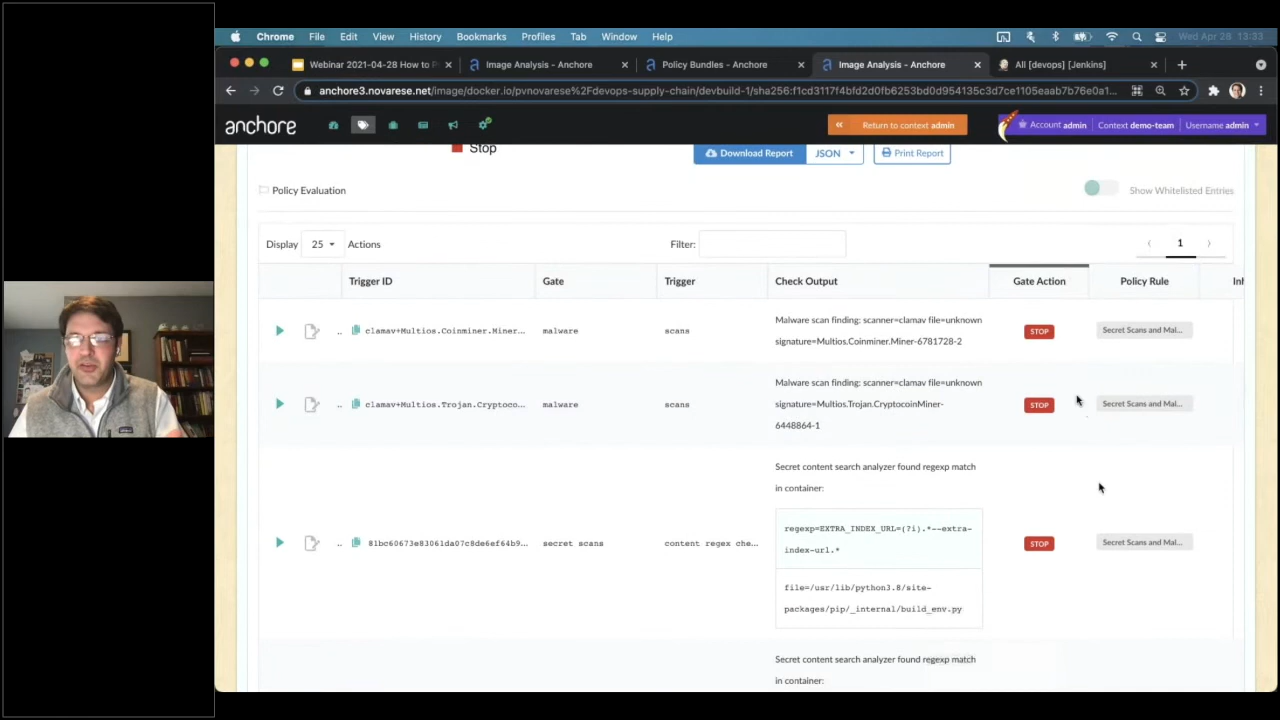 Chrome File Edit View History Bookmarks Profiles Tab Window Help Wed Apr 28 13:33
Webinar 2021-04-28 How to P Image Analysis - Anchore Policy Bundles - Anchore Image Analysis - Anchore All [devops] [Jenkins]
anchore3.novarese.net/image/docker.io/pvnovarese%2Fdevops-supply-chain/devbuild-1/sha256:f1cd3117f4bfd2d0fb6253bd0d954135c3d7ce1105eaab7b76e0a1...
anchore Return to context admin Account admin Context demo-team Username admin
Stop Download Report JSON Print Report
Policy Evaluation Show Whitelisted Entries
Display 25 Actions Filter: 1
Trigger ID Gate Trigger Check Output Gate Action Policy Rule Inh
.. clamav+Multios.Coinminer.Miner... malware scans Malware scan finding: scanner=clamav file=unknown STOP Secret Scans and Mal...
signature=Multios.Coinminer.Miner-6781728-2
Malware scan finding: scanner=clamav file=unknown
.. clamav+Multios.Trojan.Cryptoco... malware scans signature=Multios.Trojan.CryptocoinMiner- STOP Secret Scans and Mal...
6448864-1
Secret content search analyzer found regexp match
in container:
regexp=EXTRA_INDEX_URL=(?i).*--extra-
.. 81bc60673e83061da07c8de6ef64b9... secret scans content regex che... index-url.* STOP Secret Scans and Mal...
file=/usr/lib/python3.8/site-
packages/pip/_internal/build_env.py
Secret content search analyzer found regexp match
in container: